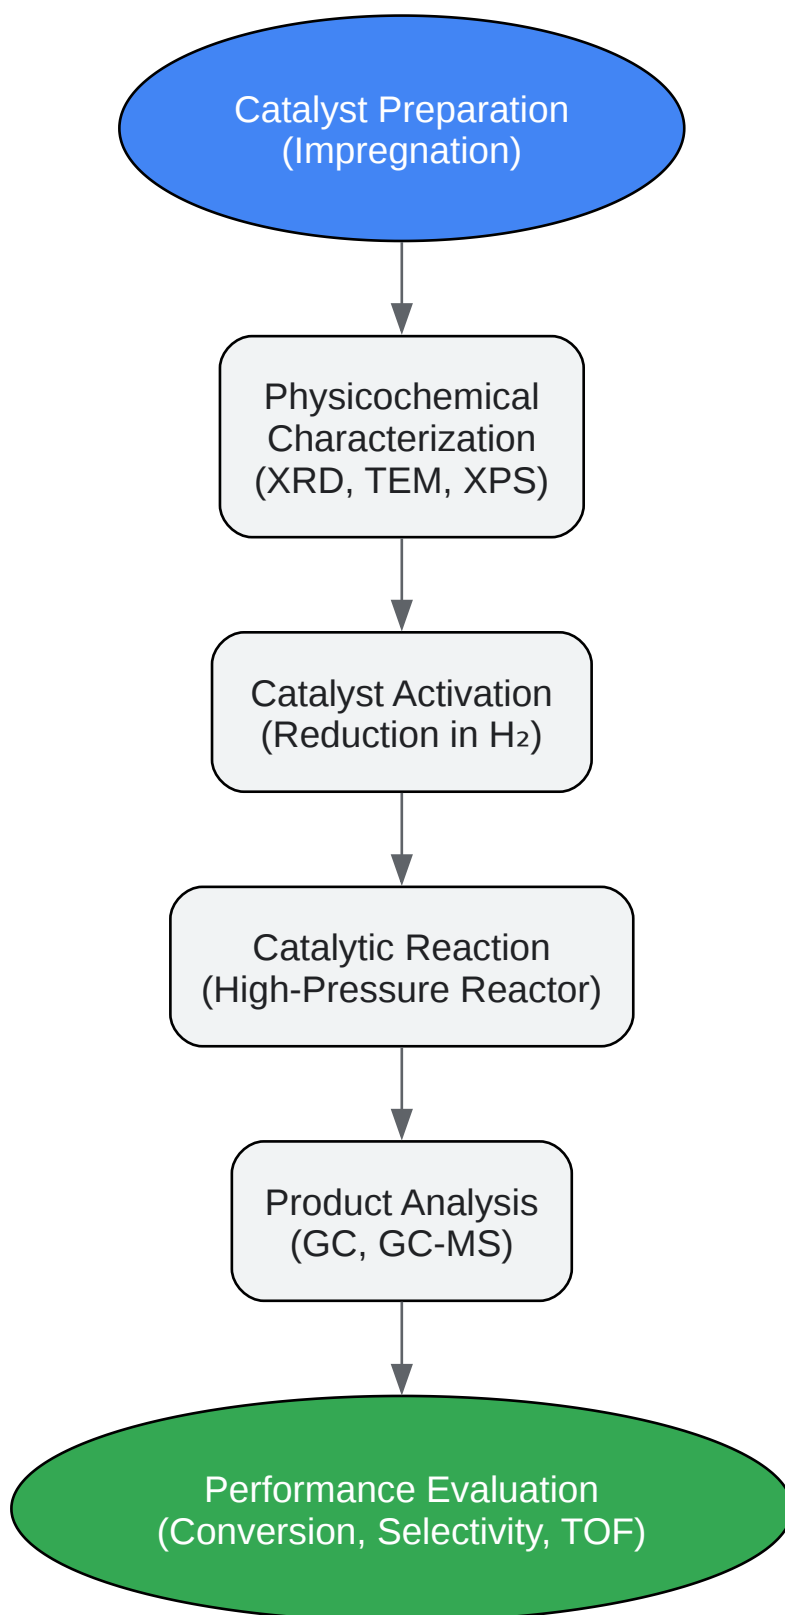 Catalyst Preparation
(Impregnation)
Physicochemical
Characterization
(XRD, TEM, XPS)
Catalyst Activation
(Reduction in H₂)
Catalytic Reaction
(High-Pressure Reactor)
Product Analysis
(GC, GC-MS)
Performance Evaluation
(Conversion, Selectivity, TOF)